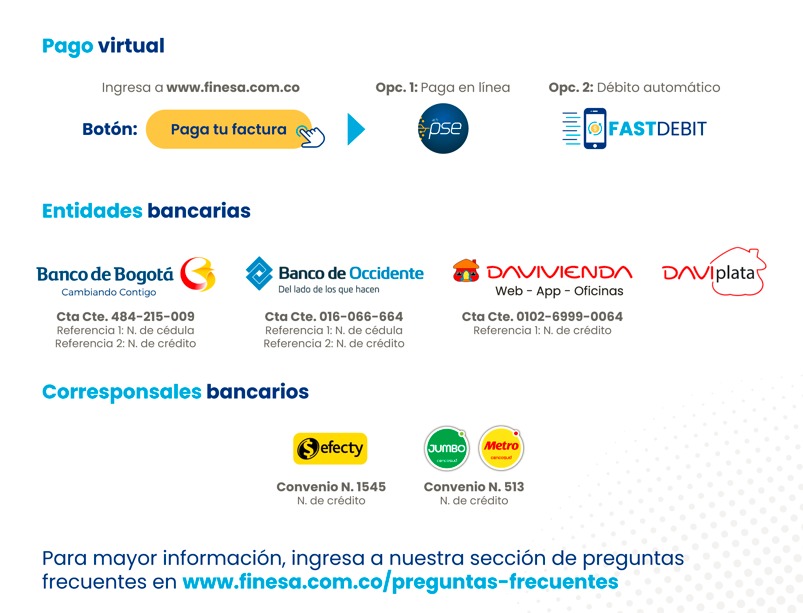 Pago virtual
Ingresa a www.finesa.com.co
Botón: Paga tu factura
Opc. 1: Paga en línea
pse
Opc. 2: Débito automático
FASTDEBIT
Entidades bancarias
Banco de Bogotá
Cambiando Contigo
Cta Cte. 484-215-009
Referencia 1: N. de cédula
Referencia 2: N. de crédito
Banco de Occidente
Del lado de los que hacen
Cta Cte. 016-066-664
Referencia 1: N. de cédula
Referencia 2: N. de crédito
DAVIVIENDA
Web - App - Oficinas
Cta Cte. 0102-6999-0064
Referencia 1: N. de crédito
DAVIplata
Corresponsales bancarios
Sefecty
Convenio N. 1545
N. de crédito
JUMBO
cencosud
Metro
cencosud
Convenio N. 513
N. de crédito
Para mayor información, ingresa a nuestra sección de preguntas
frecuentes en www.finesa.com.co/preguntas-frecuentes